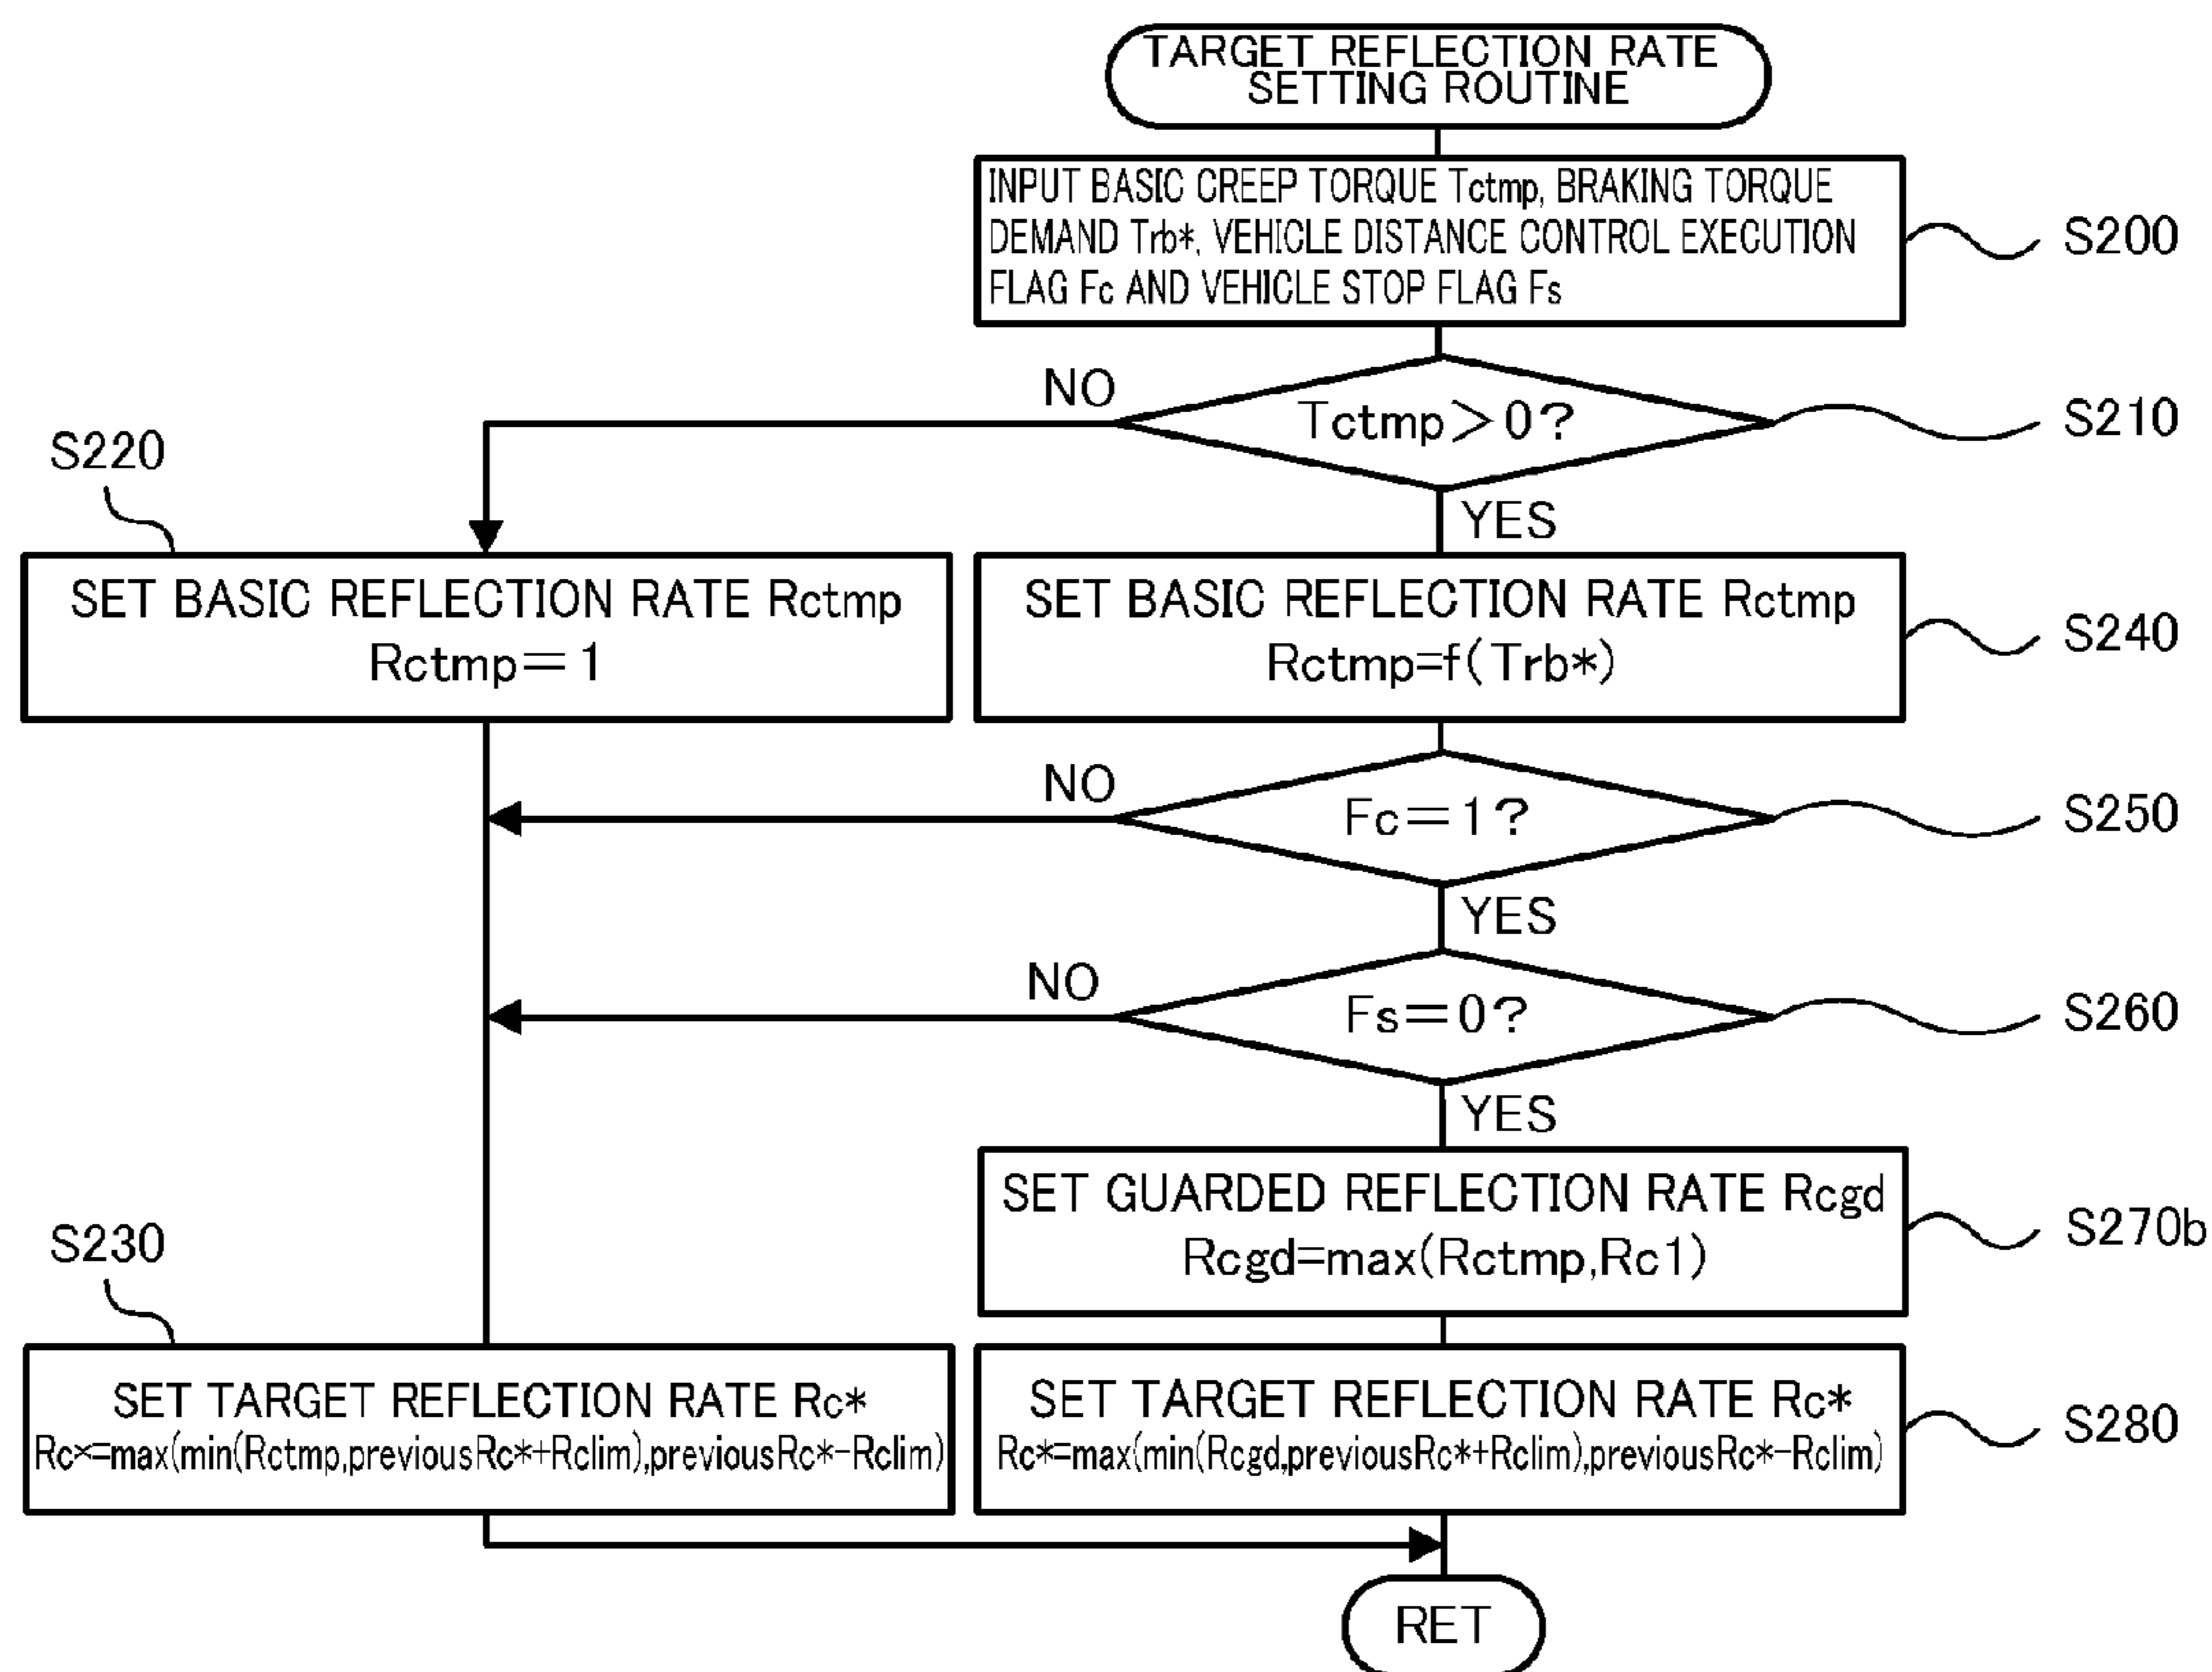 TARGET REFLECTION RATE
SETTING ROUTINE
INPUT BASIC CREEP TORQUE Tctmp, BRAKING TORQUE
DEMAND Trb*, VEHICLE DISTANCE CONTROL EXECUTION
FLAG Fc AND VEHICLE STOP FLAG Fs
S200
NO
Tctmp＞0?
S210
S220
YES
SET BASIC REFLECTION RATE Rctmp
Rctmp＝1
SET BASIC REFLECTION RATE Rctmp
Rctmp=f(Trb*)
S240
NO
Fc＝1?
S250
YES
NO
Fs＝0?
S260
YES
SET GUARDED REFLECTION RATE Rcgd
Rcgd=max(Rctmp,Rc1)
S270b
S230
SET TARGET REFLECTION RATE Rc*
Rc*=max(min(Rctmp,previousRc*+Rclim),previousRc*-Rclim)
SET TARGET REFLECTION RATE Rc*
Rc*=max(min(Rcgd,previousRc*+Rclim),previousRc*-Rclim)
S280
RET